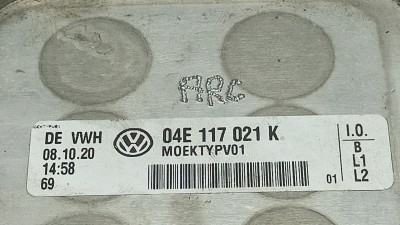 ARC
DE VWH
08.10.20
14:58
69
04E 117 021 K
MOEKTYPV01
01
I.O.
B
L1
L2